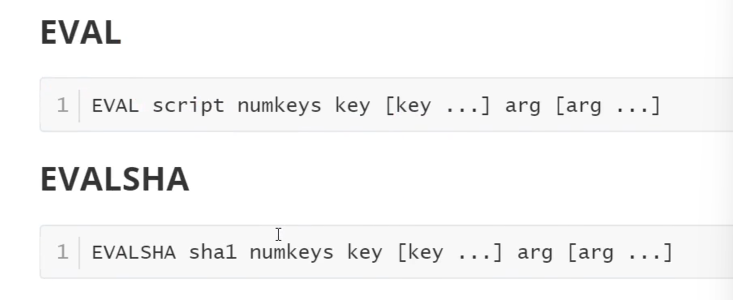 EVAL
1 EVAL script numkeys key [key ...] arg [arg ...]
EVALSHA
1 EVALSHA sha1 numkeys key [key ...] arg [arg ...]